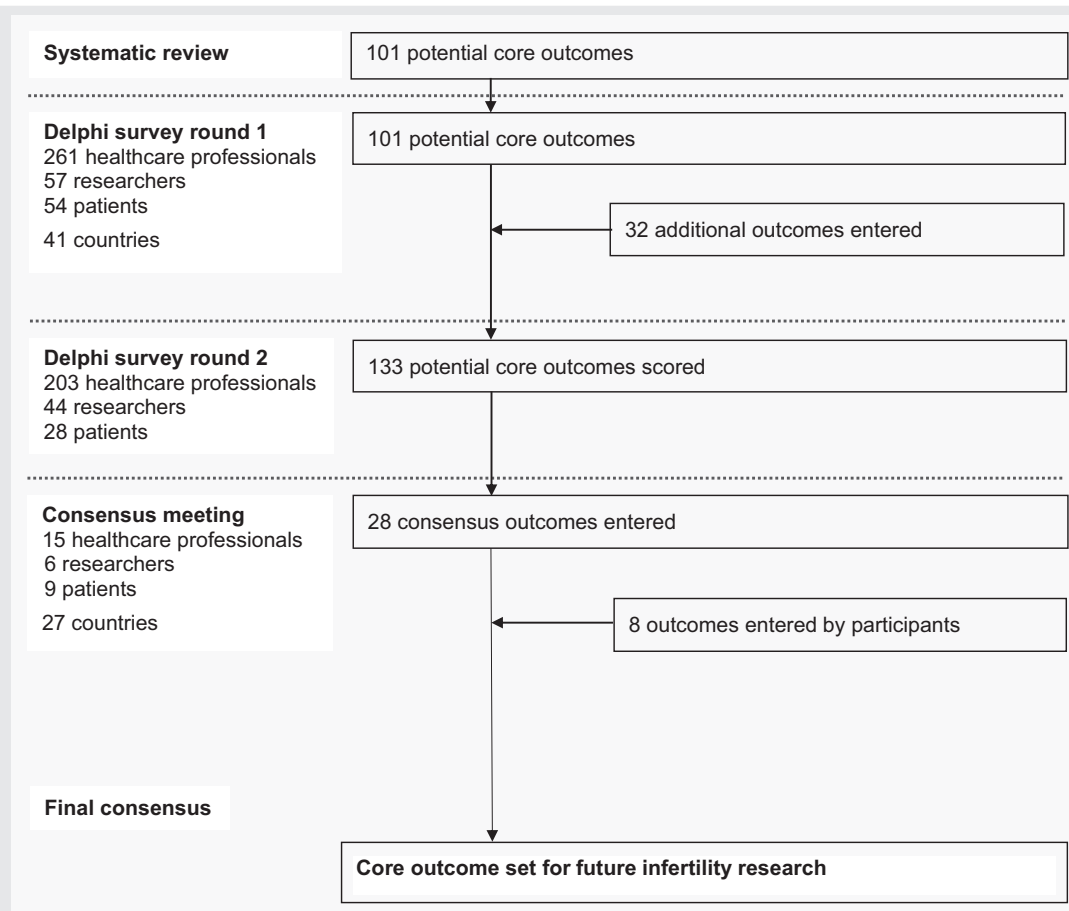 Systematic review
101 potential core outcomes
Delphi survey round 1
261 healthcare professionals
57 researchers
54 patients
41 countries
101 potential core outcomes
32 additional outcomes entered
Delphi survey round 2
203 healthcare professionals
44 researchers
28 patients
133 potential core outcomes scored
Consensus meeting
15 healthcare professionals
6 researchers
9 patients
27 countries
28 consensus outcomes entered
8 outcomes entered by participants
Final consensus
Core outcome set for future infertility research